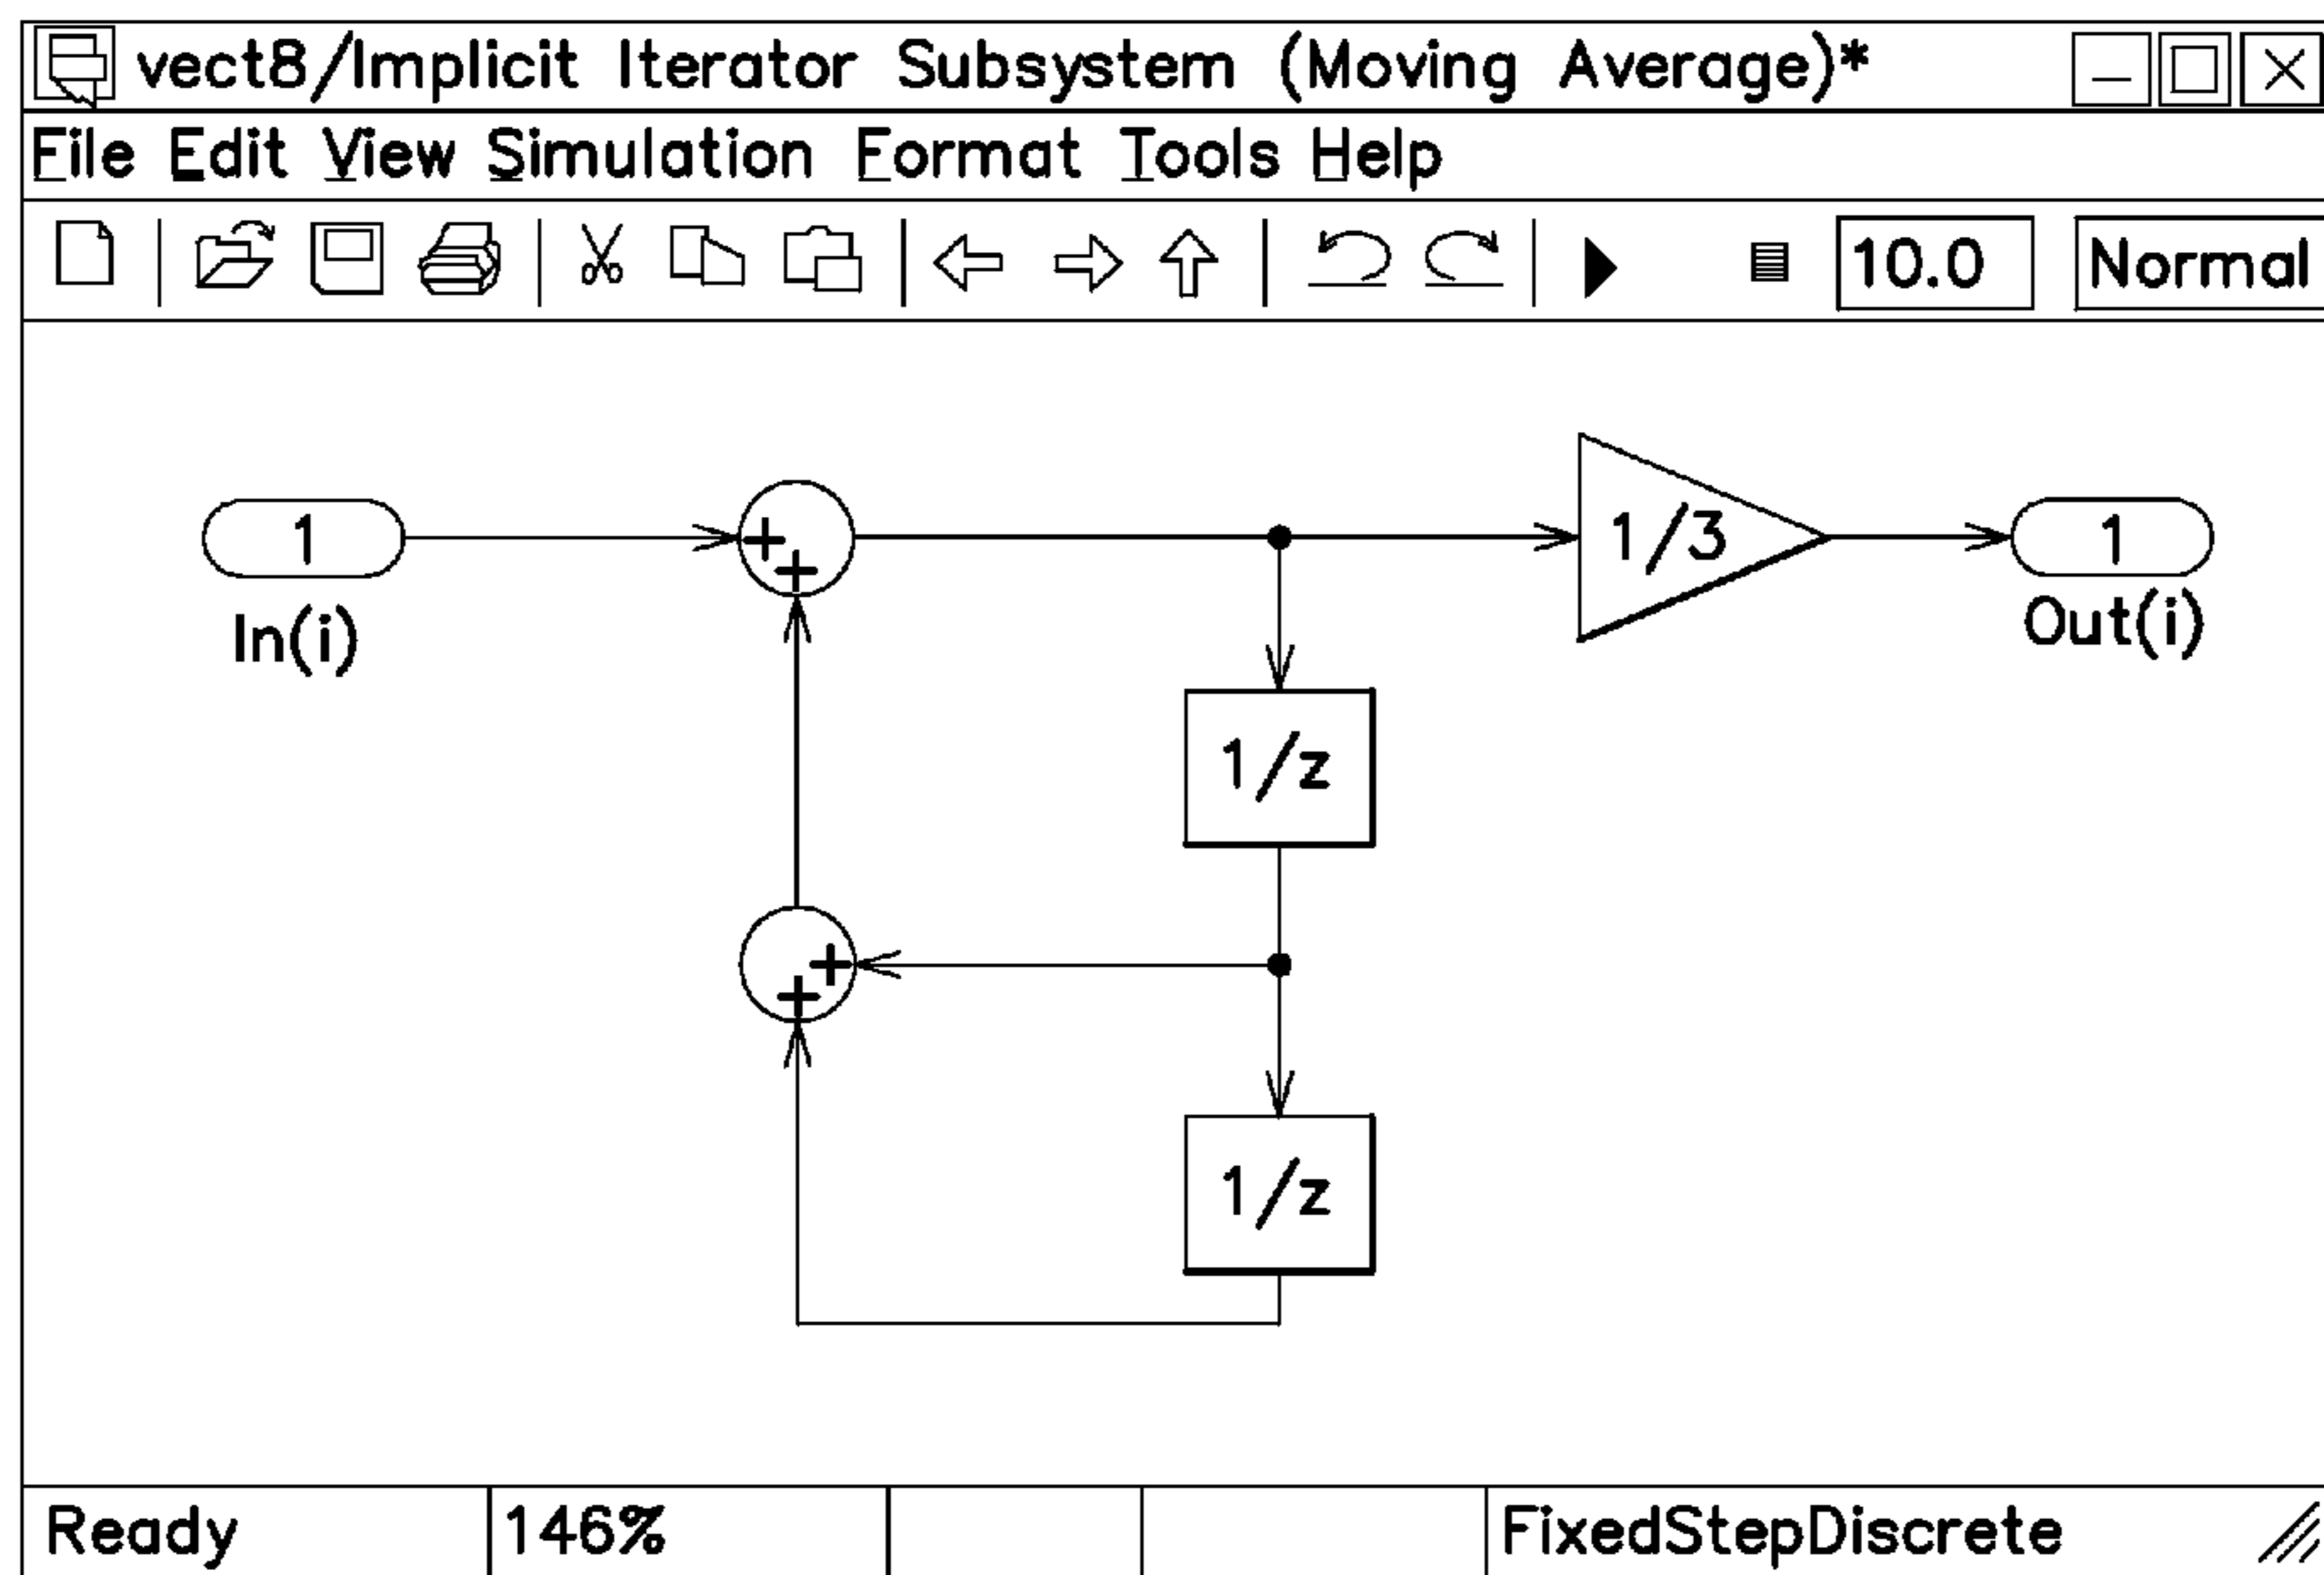 vect8/Implicit Iterator Subsystem (Moving Average)*
File Edit View Simulation Format Tools Help
10.0 Normal
1 + + 1/3 1
In(i) Out(i)
1/z
+ +
1/z
Ready 146% FixedStepDiscrete